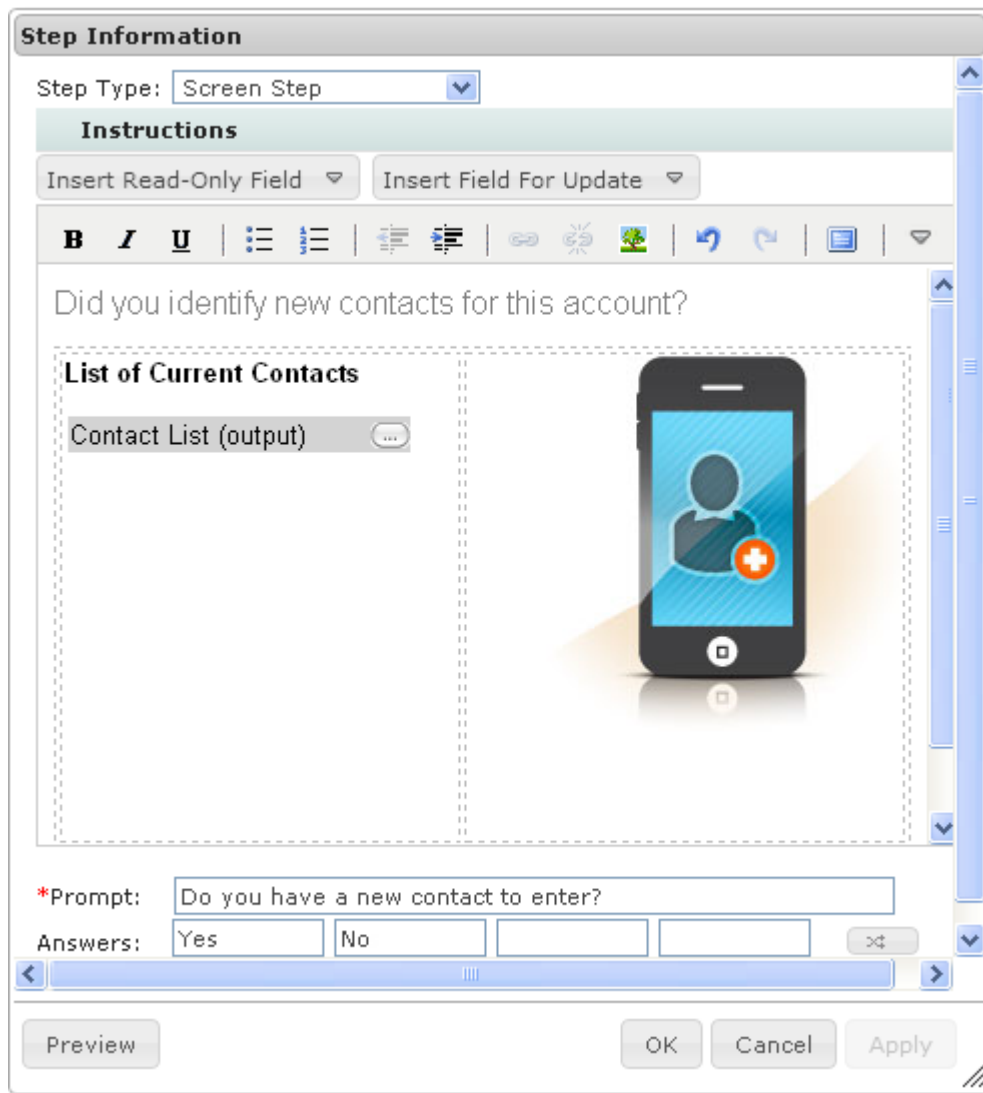 Step Information
Step Type: Screen Step
Instructions
Insert Read-Only Field Insert Field For Update
B I U
Did you identify new contacts for this account?
List of Current Contacts
Contact List (output) ...
*Prompt: Do you have a new contact to enter?
Answers: Yes No
Preview OK Cancel Apply